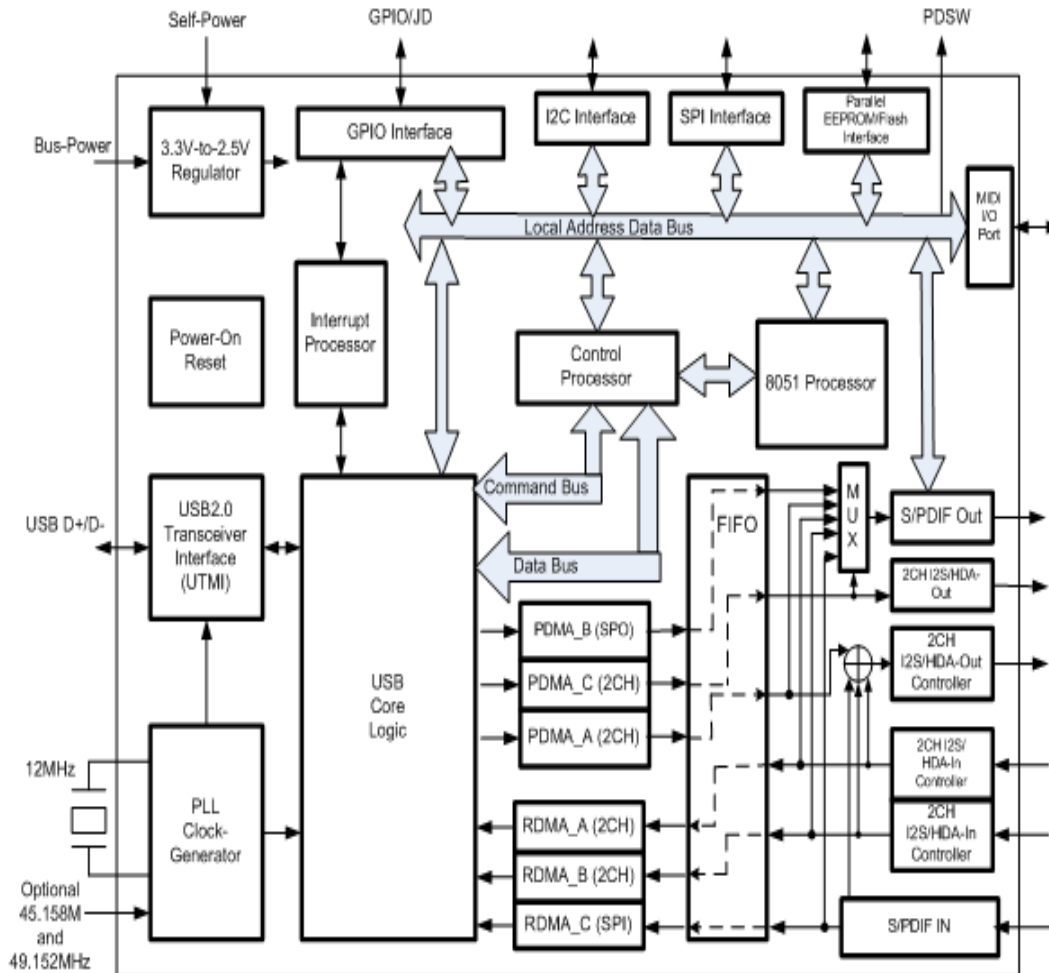 Self-Power
GPIO/JD
PDSW
Bus-Power
3.3V-to-2.5V
Regulator
GPIO Interface
I2C Interface
SPI Interface
Parallel
EEPROM/Flash
Interface
MIDI
I/O
Port
Local Address Data Bus
Power-On
Reset
Interrupt
Processor
Control
Processor
8051 Processor
USB D+/D-
USB2.0
Transceiver
Interface
(UTMI)
Command Bus
Data Bus
FIFO
M
U
X
S/PDIF Out
2CH I2S/HDA-
Out
PDMA_B (SPO)
PDMA_C (2CH)
PDMA_A (2CH)
2CH
I2S/HDA-Out
Controller
USB
Core
Logic
12MHz
PLL
Clock-
Generator
2CH I2S/
HDA-In
Controller
2CH
I2S/HDA-In
Controller
RDMA_A (2CH)
RDMA_B (2CH)
RDMA_C (SPI)
S/PDIF IN
Optional
45.158M
and
49.152MHz